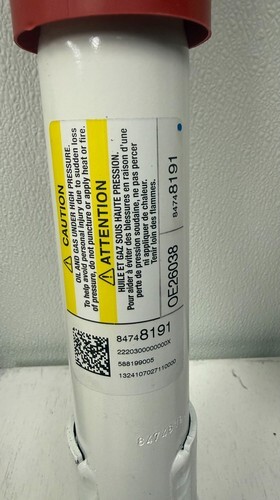 ⚠ CAUTION
OIL AND GAS UNDER HIGH PRESSURE.
To help avoid personal injury due to sudden loss
of pressure, do not puncture or apply heat or fire.
⚠ ATTENTION
HUILE ET GAZ SOUS HAUTE PRESSION.
Pour aider à éviter des blessures en raison d'une
perte de pression soudaine, ne pas percer
ni appliquer de chaleur.
Tenir loin des flammes.
OE26038
84748191
84748191
2220300000000X
588199005
1324107027110000